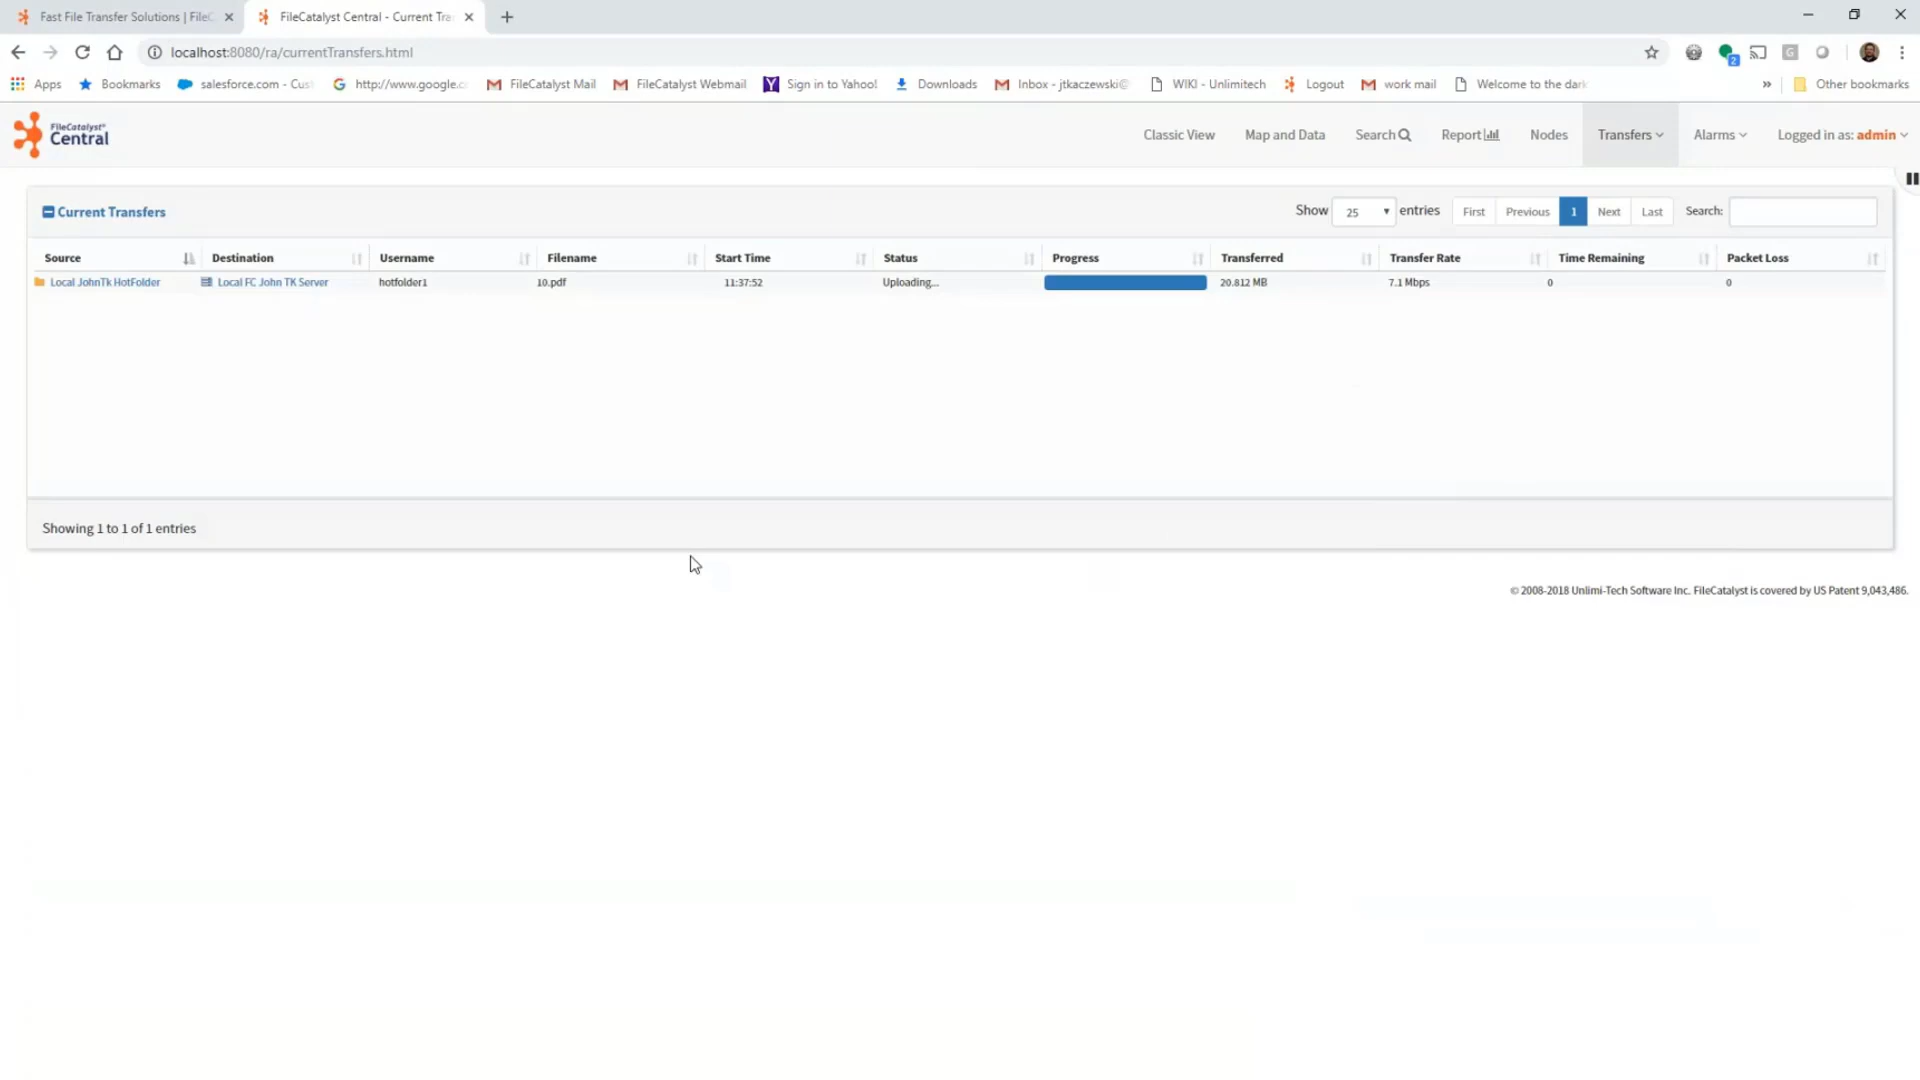 Fast File Transfer Solutions | FileC
FileCatalyst Central - Current Tra
localhost:8080/ra/currentTransfers.html
2
G
Apps
Bookmarks
salesforce.com - Cus
G
http://www.google.c
FileCatalyst Mail
FileCatalyst Webmail
Y
Sign in to Yahoo!
Downloads
Inbox - jtkaczewski@
WIKI - Unlimitech
Logout
work mail
Welcome to the dark
»
Other bookmarks
FileCatalyst®
Central
Classic View
Map and Data
Search
Report
Nodes
Transfers
Alarms
Logged in as: admin
Current Transfers
Show 25 entries
First Previous 1 Next Last
Search:
Source Destination Username Filename Start Time Status Progress Transferred Transfer Rate Time Remaining Packet Loss
Local JohnTk HotFolder Local FC John TK Server hotfolder1 10.pdf 11:37:52 Uploading... 20.812 MB 7.1 Mbps 0 0
Showing 1 to 1 of 1 entries
© 2008-2018 Unlimi-Tech Software Inc. FileCatalyst is covered by US Patent 9,043,486.